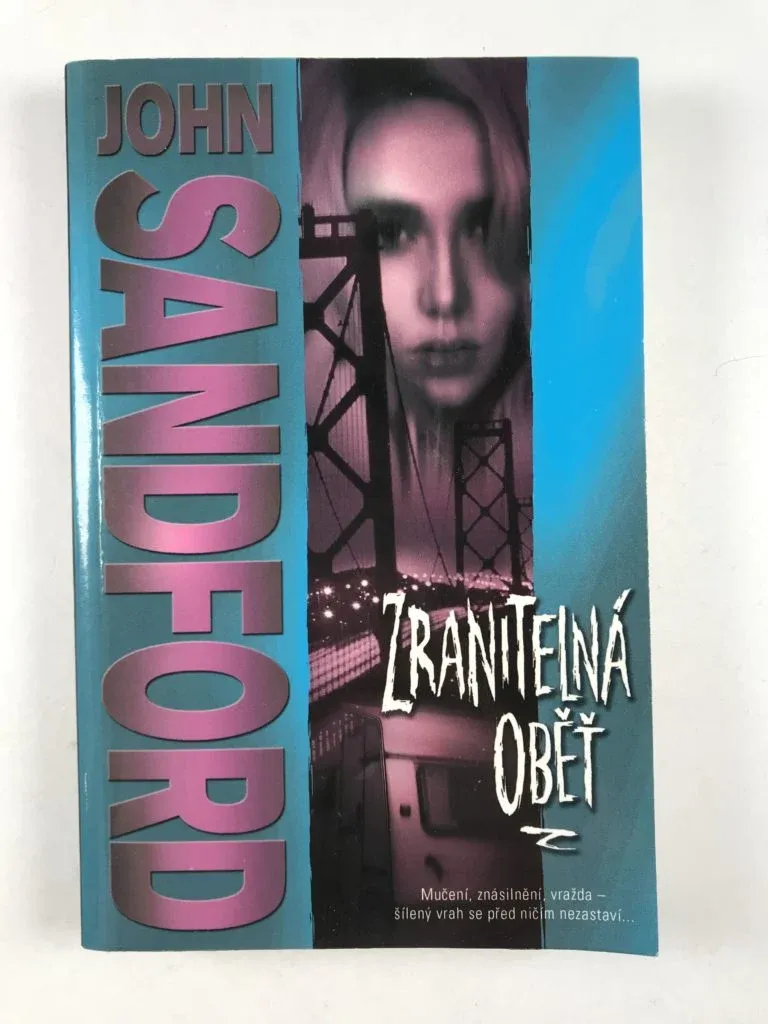 JOHN
SANDFORD
ZRANITELNÁ
OBĚŤ
Mučení, znásilnění, vražda –
šílený vrah se před ničím nezastaví...